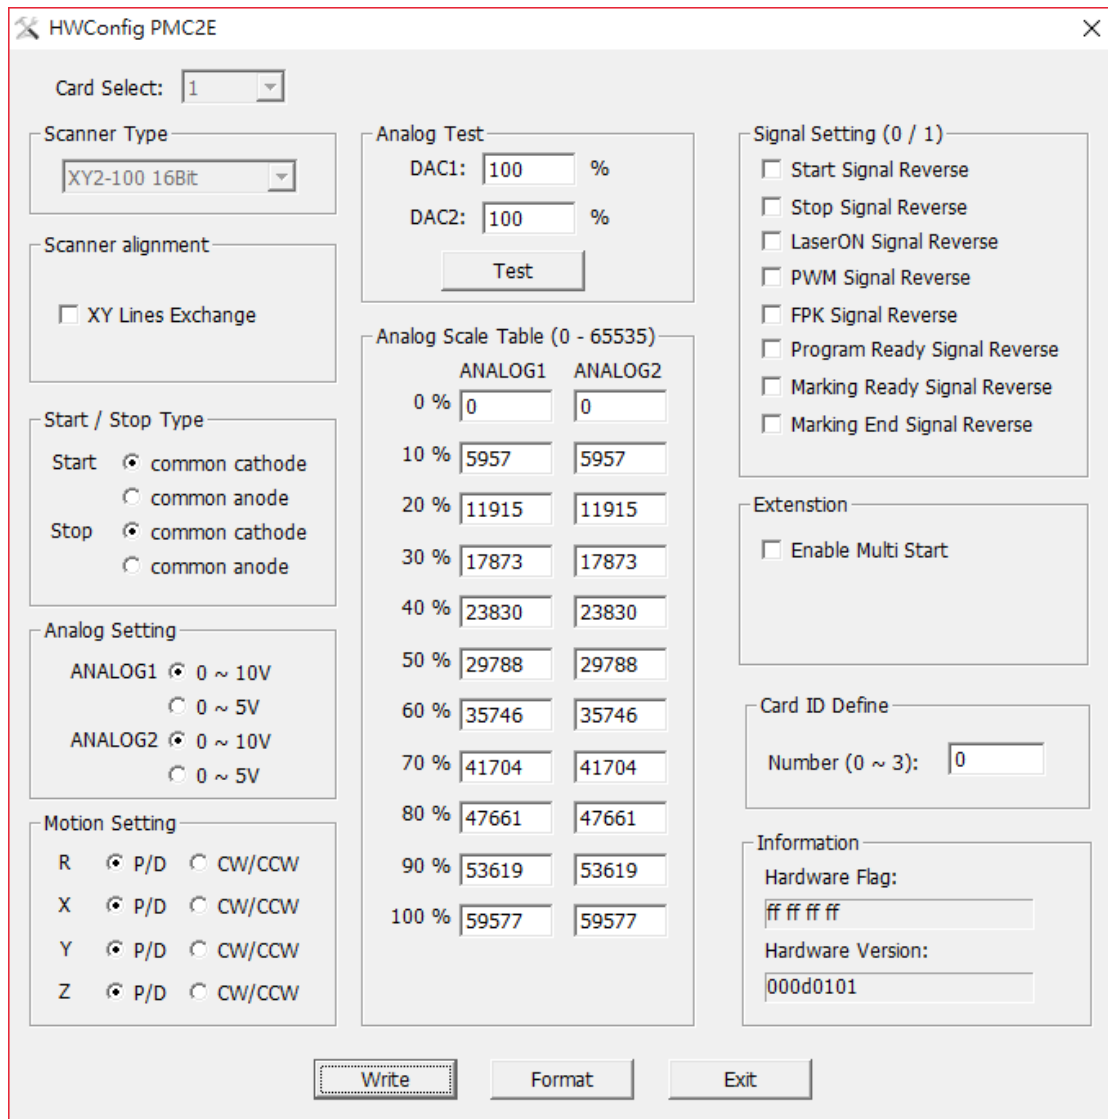 HWConfig PMC2E
Card Select: 1
Scanner Type
XY2-100 16Bit
Scanner alignment
XY Lines Exchange
Start / Stop Type
Start common cathode
common anode
Stop common cathode
common anode
Analog Setting
ANALOG1 0 ~ 10V
0 ~ 5V
ANALOG2 0 ~ 10V
0 ~ 5V
Motion Setting
R P/D CW/CCW
X P/D CW/CCW
Y P/D CW/CCW
Z P/D CW/CCW
Analog Test
DAC1: 100 %
DAC2: 100 %
Test
Analog Scale Table (0 - 65535)
ANALOG1 ANALOG2
0 % 0 0
10 % 5957 5957
20 % 11915 11915
30 % 17873 17873
40 % 23830 23830
50 % 29788 29788
60 % 35746 35746
70 % 41704 41704
80 % 47661 47661
90 % 53619 53619
100 % 59577 59577
Signal Setting (0 / 1)
Start Signal Reverse
Stop Signal Reverse
LaserON Signal Reverse
PWM Signal Reverse
FPK Signal Reverse
Program Ready Signal Reverse
Marking Ready Signal Reverse
Marking End Signal Reverse
Extenstion
Enable Multi Start
Card ID Define
Number (0 ~ 3): 0
Information
Hardware Flag:
ff ff ff ff
Hardware Version:
000d0101
Write Format Exit